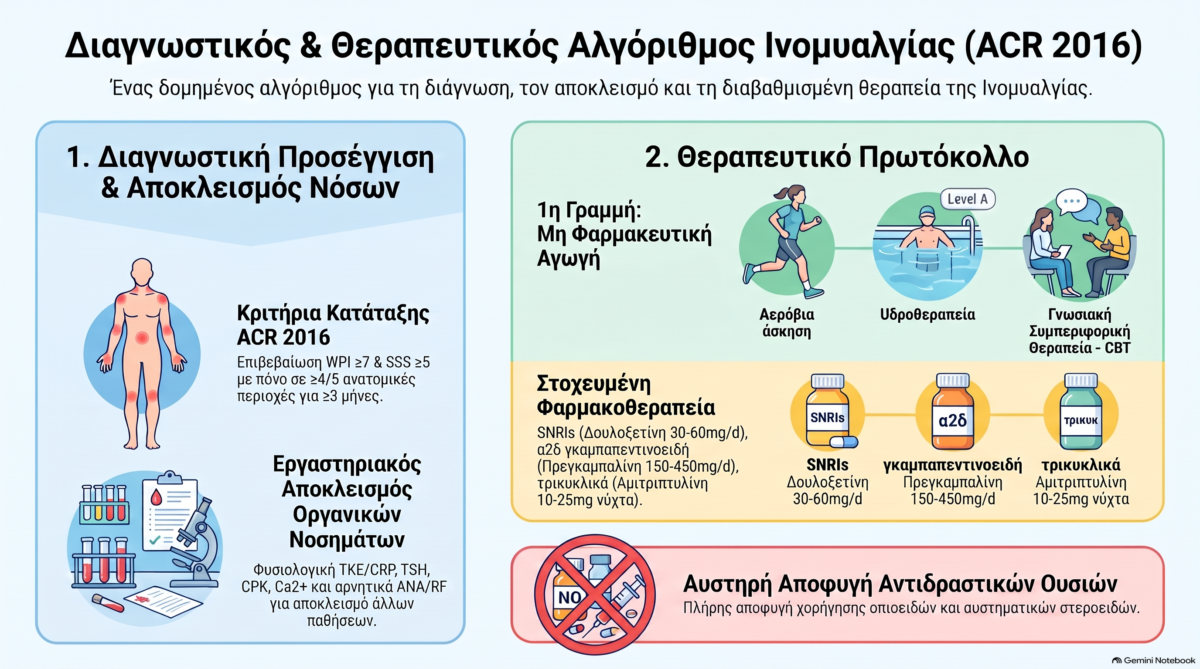 Διαγνωστικός & Θεραπευτικός Αλγόριθμος Ινομυαλγίας (ACR 2016)
Ένας δομημένος αλγόριθμος για τη διάγνωση, τον αποκλεισμό και τη διαβαθμισμένη θεραπεία της Ινομυαλγίας.
1. Διαγνωστική Προσέγγιση
& Αποκλεισμός Νόσων
Κριτήρια Κατάταξης
ACR 2016
Επιβεβαίωση WPI ≥7 & SSS ≥5
με πόνο σε ≥4/5 ανατομικές
περιοχές για ≥3 μήνες.
Εργαστηριακός
Αποκλεισμός
Οργανικών
Νοσημάτων
Φυσιολογική ΤΚΕ/CRP, TSH,
CPK, Ca2+ και αρνητικά ANA/RF
για αποκλεισμό άλλων
παθήσεων.
2. Θεραπευτικό Πρωτόκολλο
1η Γραμμή:
Μη Φαρμακευτική
Αγωγή
Level A
Αερόβια
άσκηση
Υδροθεραπεία
Γνωσιακή
Συμπεριφορική
Θεραπεία - CBT
Στοχευμένη
Φαρμακοθεραπεία
SNRIs (Δουλοξετίνη 30-60mg/d),
α2δ γκαμπαπεντινοειδή
(Πρεγκαμπαλίνη 150-450mg/d),
τρικυκλικά (Αμιτριπτυλίνη
10-25mg νύχτα).
SNRIs
α2δ
τρικυκ
SNRIs
Δουλοξετίνη
30-60mg/d
γκαμπαπεντινοειδή
Πρεγκαμπαλίνη
150-450mg/d
τρικυκλικά
Αμιτριπτυλίνη
10-25mg νύχτα
NO
Αυστηρή Αποφυγή Αντιδραστικών Ουσιών
Πλήρης αποφυγή χορήγησης οπιοειδών και αυστηματικών στεροειδών.
Gemini Notebook